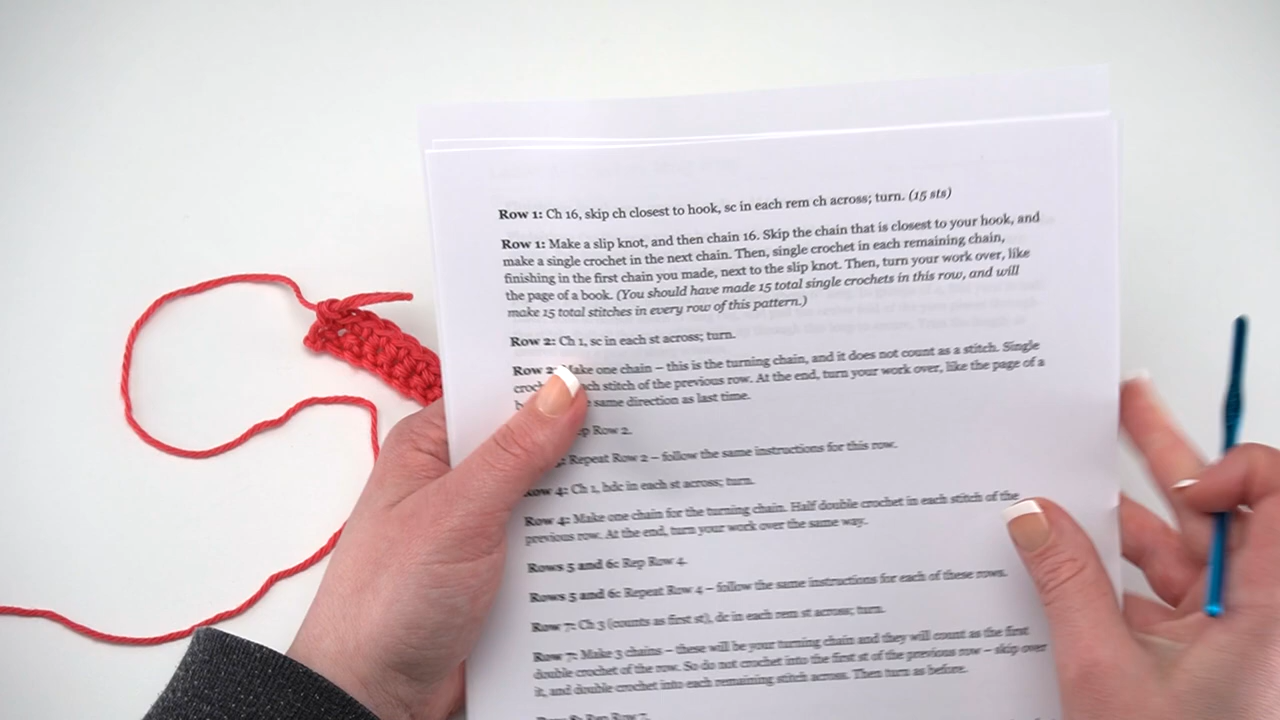 Row 1: Ch 16, skip ch closest to hook, sc in each rem ch across; turn. (15 sts)
Row 1: Make a slip knot, and then chain 16. Skip the chain that is closest to your hook, and
make a single crochet in the next chain. Then, single crochet in each remaining chain,
finishing in the first chain you made, next to the slip knot. Then, turn your work over, like
the page of a book. (You should have made 15 total single crochets in this row, and will
make 15 total stitches in every row of this pattern.)
Row 2: Ch 1, sc in each st across; turn.
Row 2: Make one chain – this is the turning chain, and it does not count as a stitch. Single
each stitch of the previous row. At the end, turn your work over, like the page of a
same direction as last time.
Rep Row 2.
Repeat Row 2 – follow the same instructions for this row.
Row 4: Ch 1, hdc in each st across; turn.
Row 4: Make one chain for the turning chain. Half double crochet in each stitch of the
previous row. At the end, turn your work over the same way.
Rows 5 and 6: Rep Row 4.
Rows 5 and 6: Repeat Row 4 – follow the same instructions for each of these rows.
Row 7: Ch 3 (counts as first st), dc in each rem st across; turn.
Row 7: Make 3 chains – these will be your turning chain and they will count as the first
double crochet of the row. So do not crochet into the first st of the previous row – skip over
it, and double crochet into each remaining stitch across. Then turn as before.
Row 8: Rep Row 7.